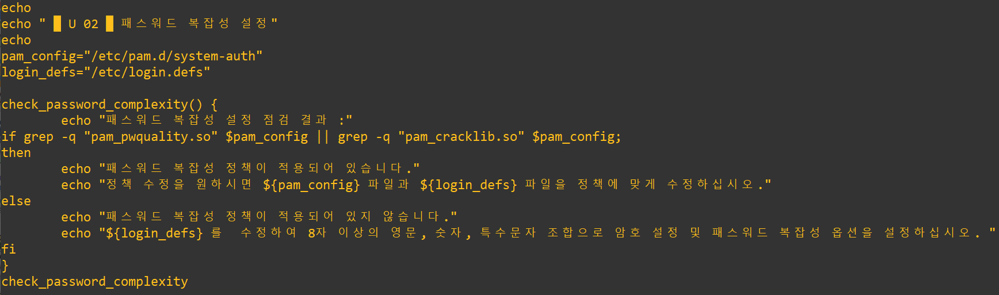 echo
echo " █ U 02 █ 패스워드 복잡성 설정"
echo
pam_config="/etc/pam.d/system-auth"
login_defs="/etc/login.defs"
check_password_complexity() {
echo "패스워드 복잡성 설정 점검 결과 :"
if grep -q "pam_pwquality.so" $pam_config || grep -q "pam_cracklib.so" $pam_config;
then
echo "패스워드 복잡성 정책이 적용되어 있습니다."
echo "정책 수정을 원하시면 ${pam_config} 파일과 ${login_defs} 파일을 정책에 맞게 수정하십시오."
else
echo "패스워드 복잡성 정책이 적용되어 있지 않습니다."
echo "${login_defs} 를  수정하여 8자 이상의 영문, 숫자, 특수문자 조합으로 암호 설정 및 패스워드 복잡성 옵션을 설정하십시오. "
fi
}
check_password_complexity